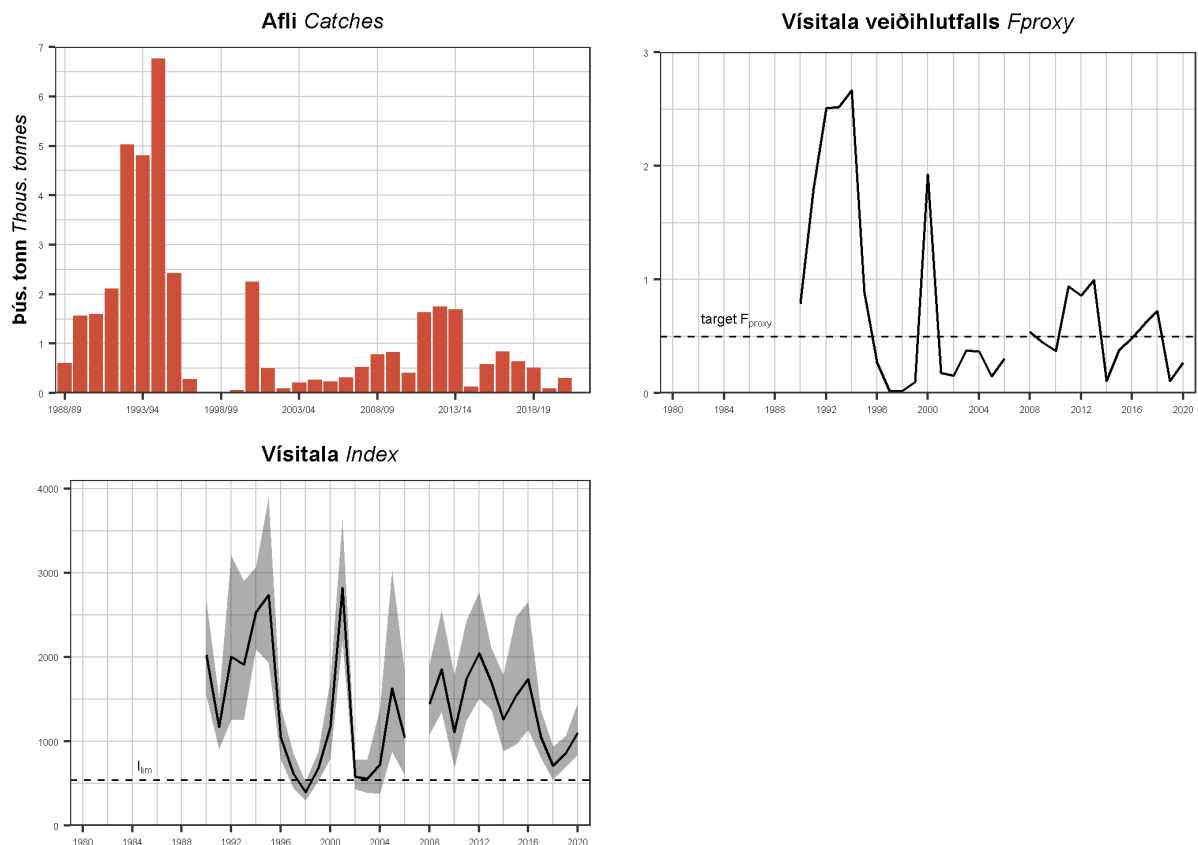 Afli Catches
Þús. tonn Thous. tonnes
7
6
5
4
3
2
1
0
1988/89 1993/94 1998/99 2003/04 2008/09 2013/14 2018/19
Vísitala veiðihlutfalls Fproxy
3
2
1
0
target Fproxy
1980 1984 1988 1992 1996 2000 2004 2008 2012 2016 2020
Vísitala Index
4000
3000
2000
1000
0
Ilim
1980 1984 1988 1992 1996 2000 2004 2008 2012 2016 2020